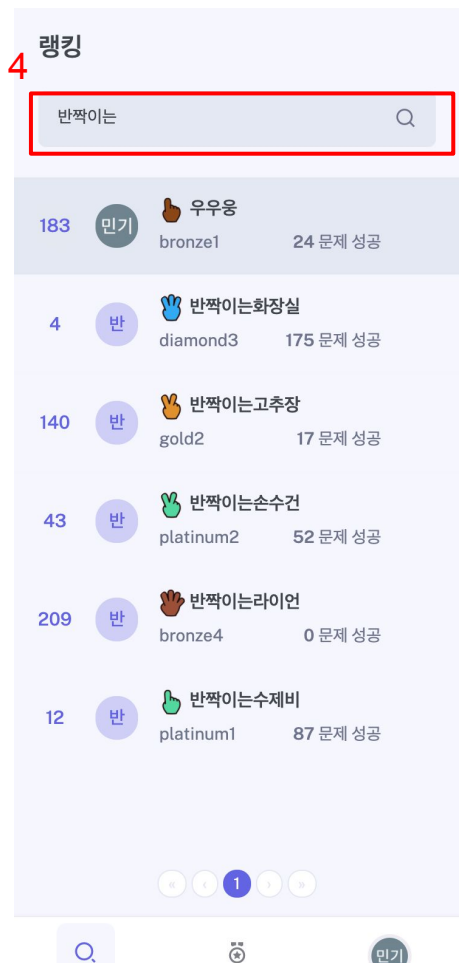 랭킹
4
반짝이는
183 민기 우우웅
bronze1 24 문제 성공
4 반 반짝이는화장실
diamond3 175 문제 성공
140 반 반짝이는고추장
gold2 17 문제 성공
43 반 반짝이는손수건
platinum2 52 문제 성공
209 반 반짝이는라이언
bronze4 0 문제 성공
12 반 반짝이는수제비
platinum1 87 문제 성공
« ‹ 1 › »
민기